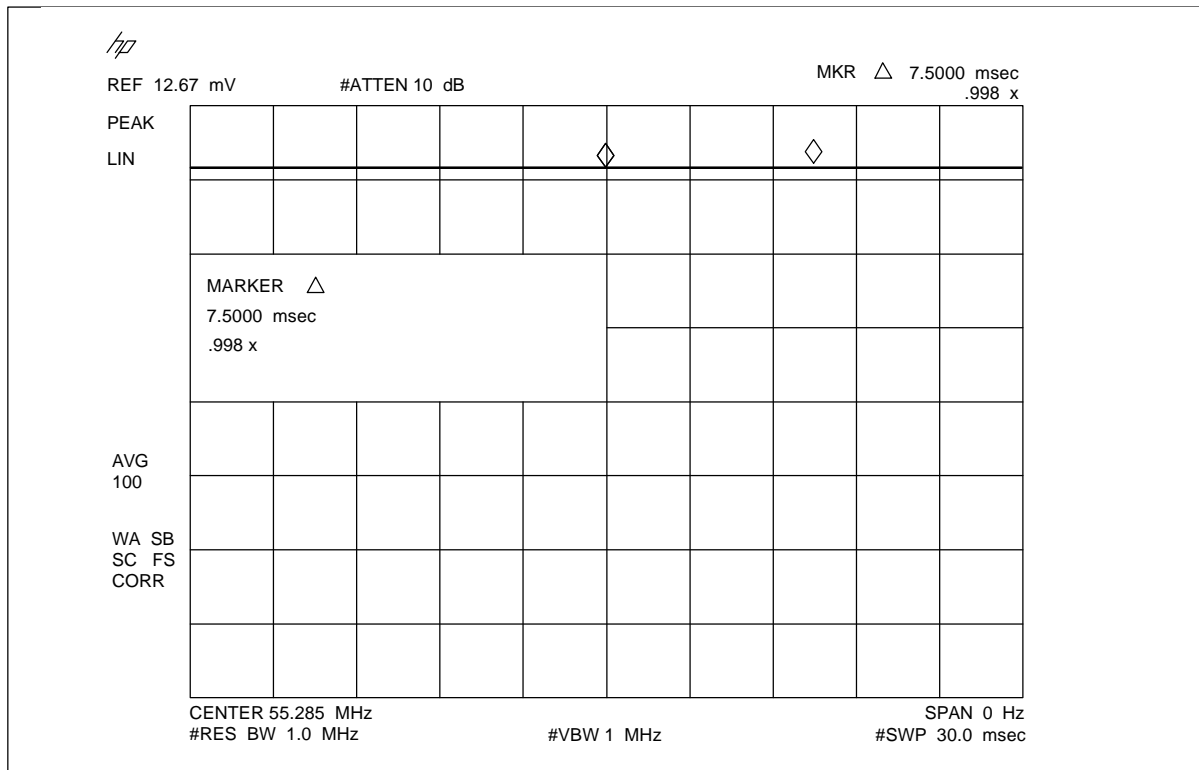 hp
REF 12.67 mV #ATTEN 10 dB MKR △ 7.5000 msec
.998 x
PEAK
LIN
MARKER △
7.5000 msec
.998 x
AVG
100
WA SB
SC FS
CORR
CENTER 55.285 MHz SPAN 0 Hz
#RES BW 1.0 MHz #VBW 1 MHz #SWP 30.0 msec